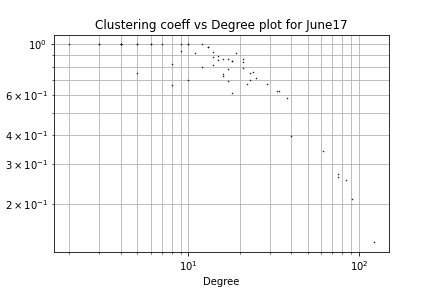 Clustering coeff vs Degree plot for June17
10⁰
6 × 10⁻¹
4 × 10⁻¹
3 × 10⁻¹
2 × 10⁻¹
10¹ 10²
Degree